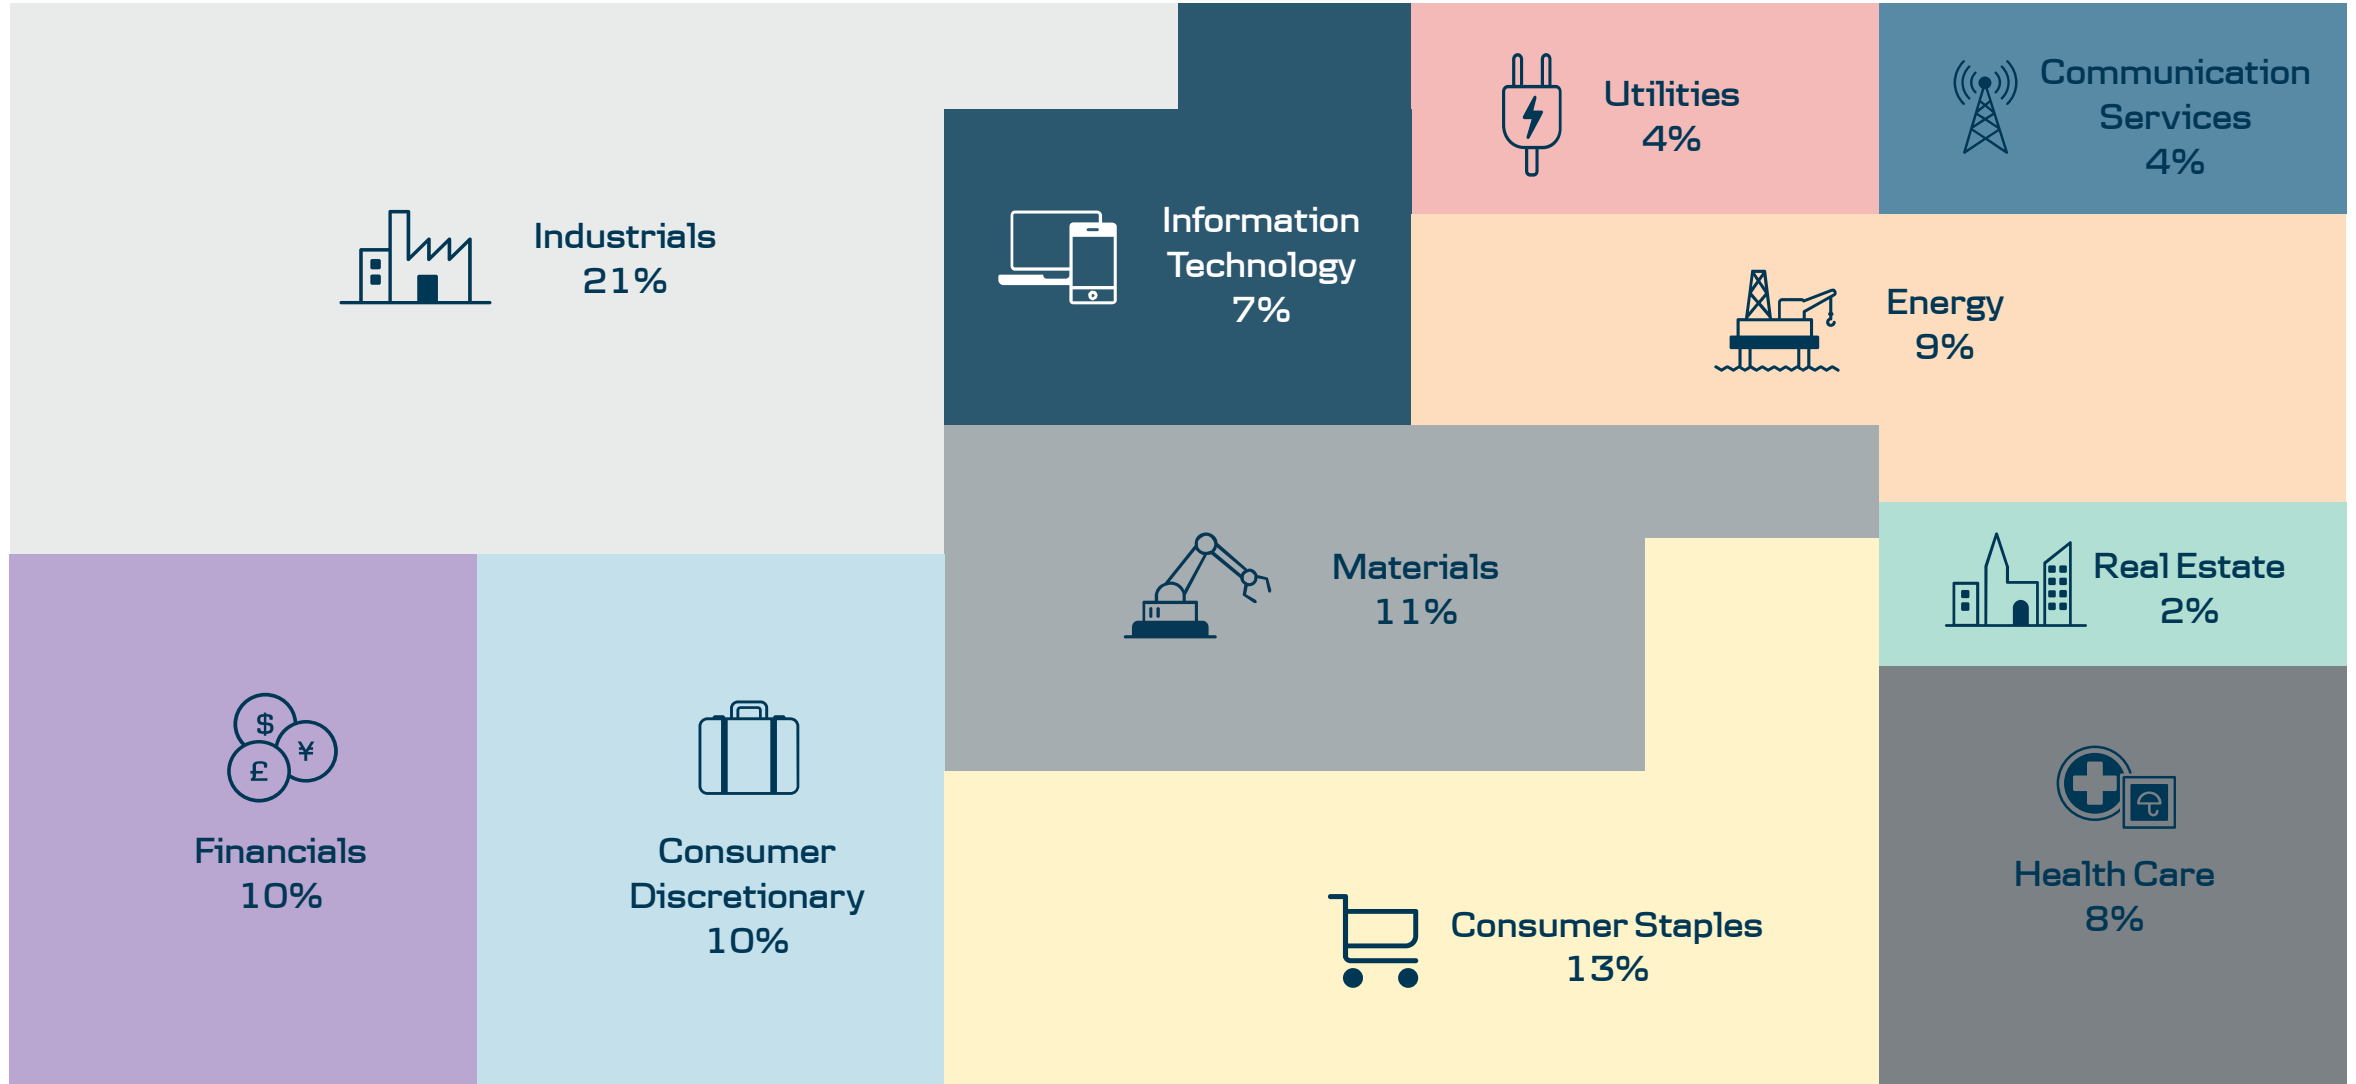 Industrials
21%
Information
Technology
7%
Utilities
4%
Communication
Services
4%
Energy
9%
Materials
11%
Real Estate
2%
$
¥
£
Financials
10%
Consumer
Discretionary
10%
Consumer Staples
13%
Health Care
8%